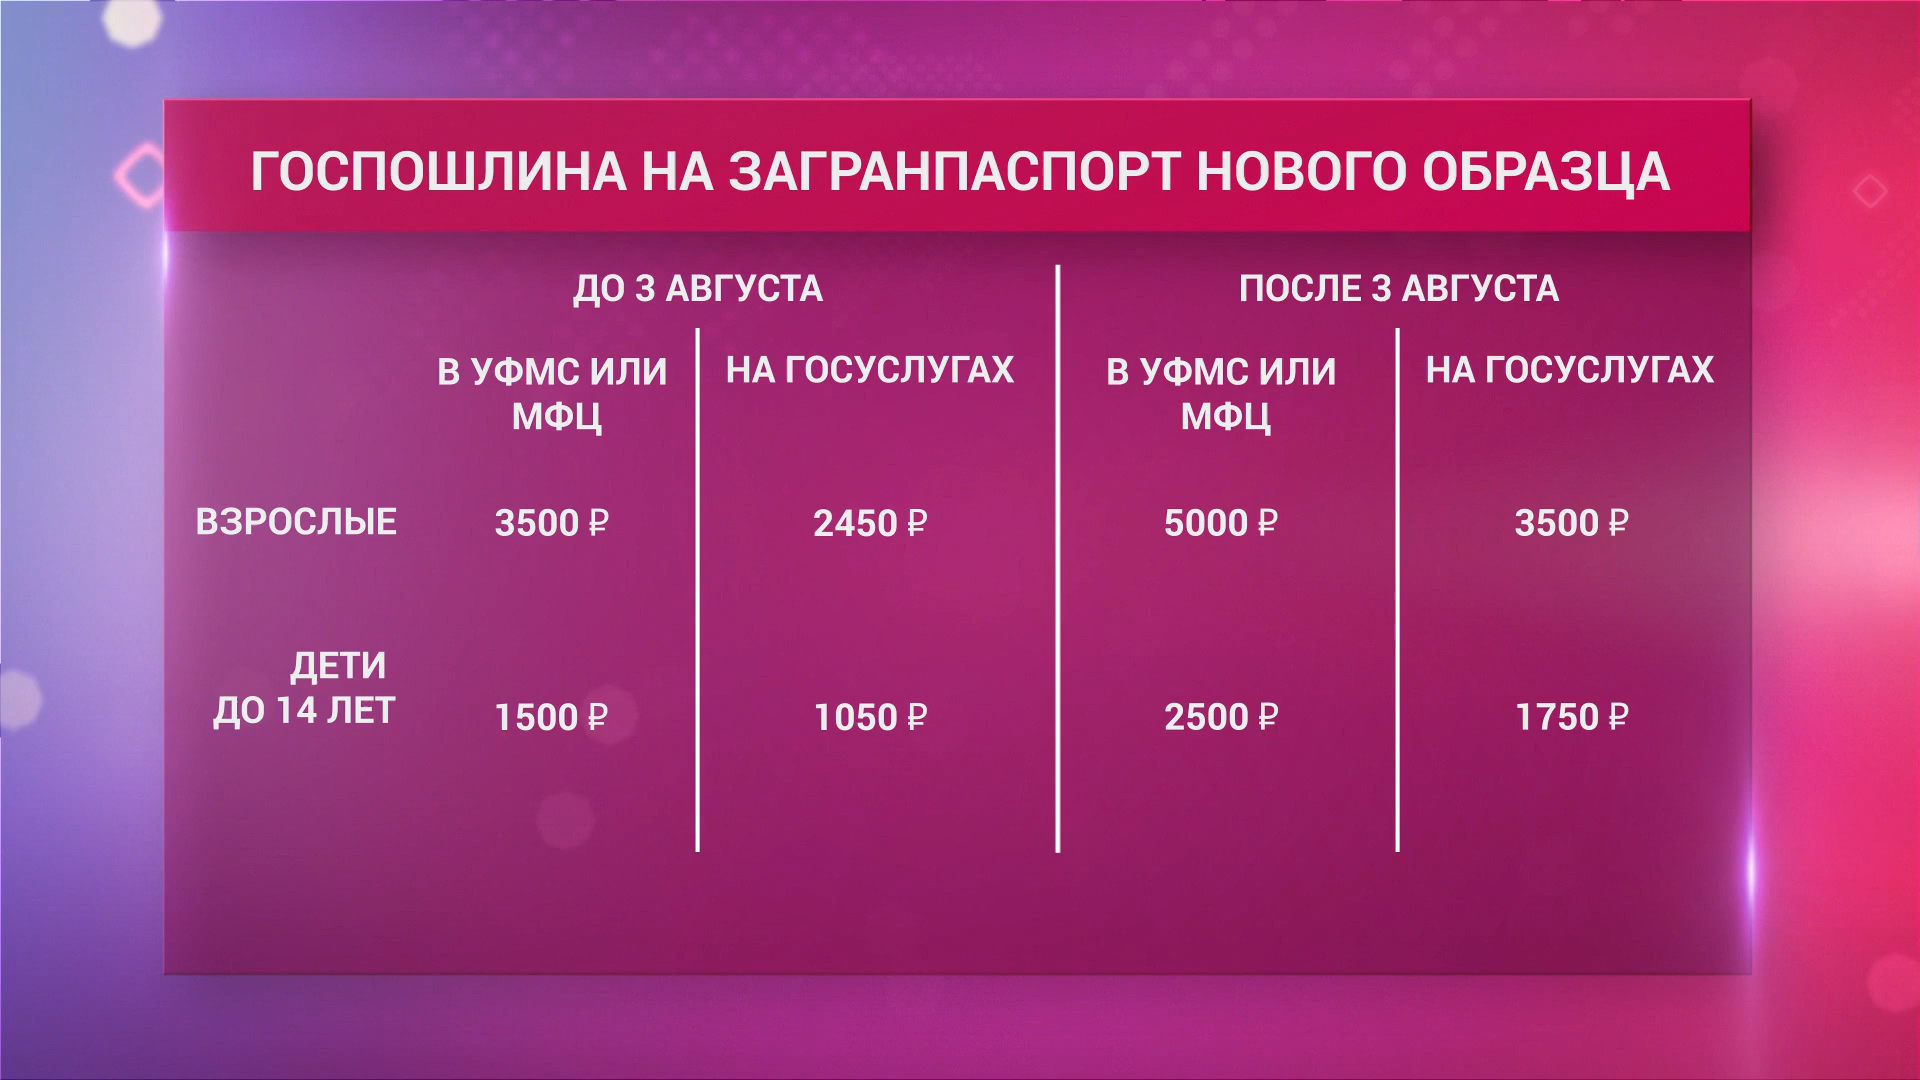 ГОСПОШЛИНА НА ЗАГРАНПАСПОРТ НОВОГО ОБРАЗЦА
ДО 3 АВГУСТА
ПОСЛЕ 3 АВГУСТА
В УФМС ИЛИ
МФЦ
НА ГОСУСЛУГАХ
В УФМС ИЛИ
МФЦ
НА ГОСУСЛУГАХ
ВЗРОСЛЫЕ 3500 ₽ 2450 ₽ 5000 ₽ 3500 ₽
ДЕТИ
ДО 14 ЛЕТ 1500 ₽ 1050 ₽ 2500 ₽ 1750 ₽